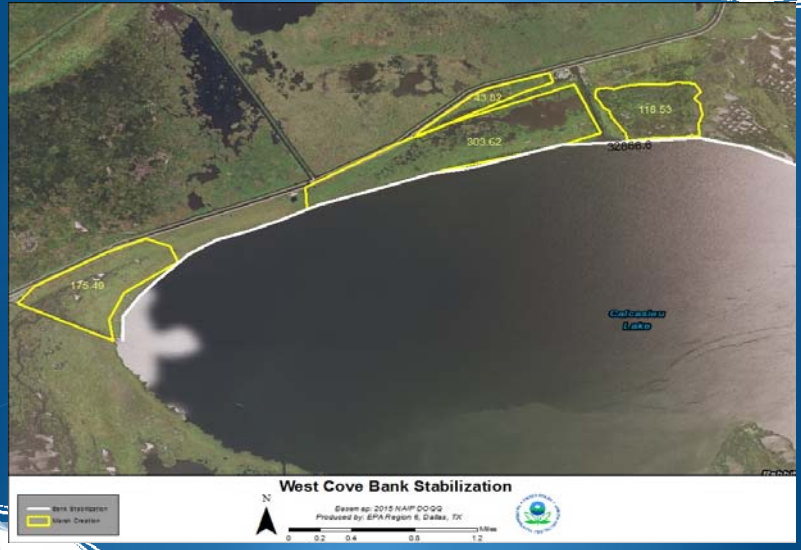 43.82
118.53
303.62
32866.6
175.49
Calcasieu
Lake
Rabbit
West Cove Bank Stabilization
Bank Stabilization
Marsh Creation
N
Basemap: 2015 NAIP DOQQ
Produced by: EPA Region 6, Dallas, TX
Miles
0 0.2 0.4 0.8 1.2